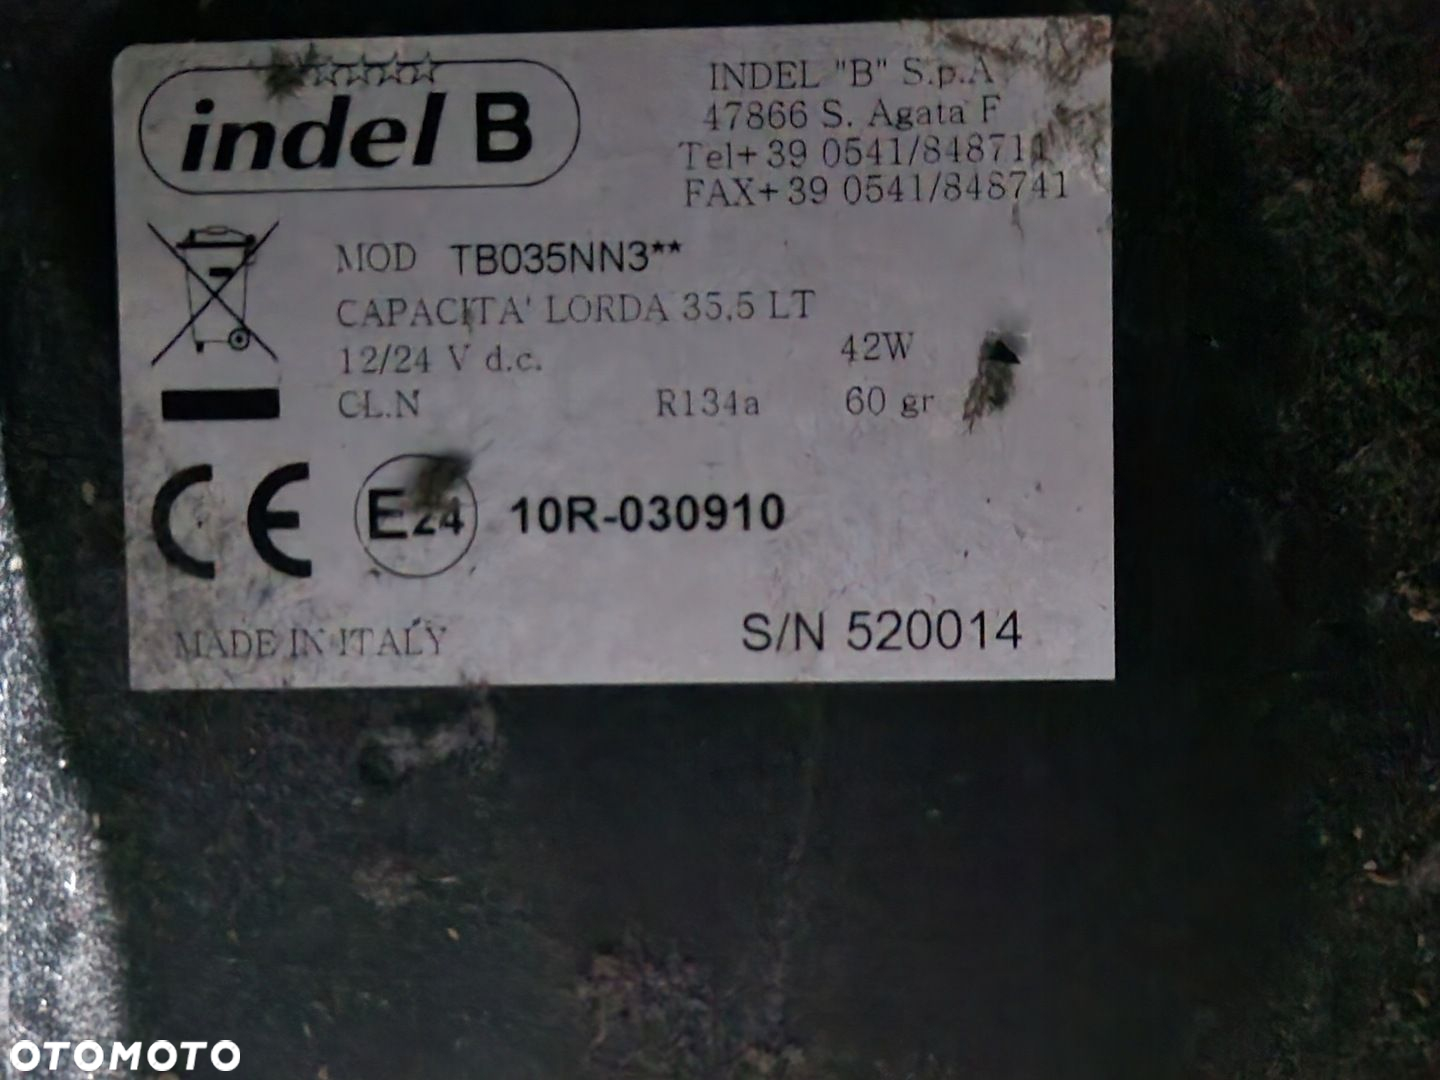 indel B
INDEL "B" S.p.A
47866 S. Agata F
Tel+39 0541/848711
FAX+39 0541/848741
MOD TB035NN3**
CAPACITA' LORDA 35,5 LT
12/24 V d.c. 42W
CL.N R134a 60 gr
CE E24 10R-030910
MADE IN ITALY S/N 520014
OTOMOTO